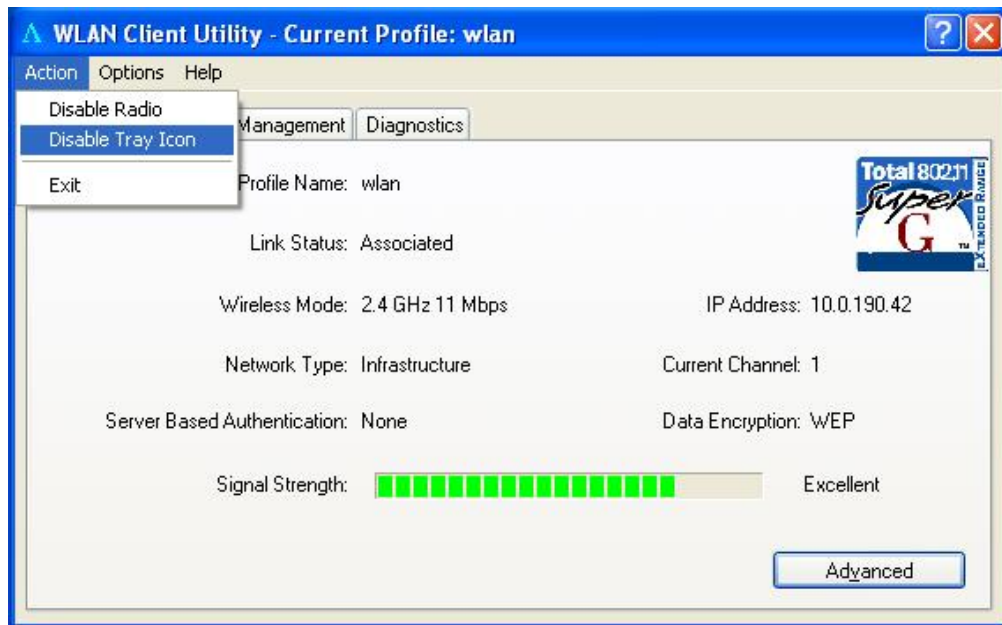 WLAN Client Utility - Current Profile: wlan
Action Options Help
Disable Radio
Disable Tray Icon
Exit
Management Diagnostics
Profile Name: wlan
Link Status: Associated
Wireless Mode: 2.4 GHz 11 Mbps
IP Address: 10.0.190.42
Network Type: Infrastructure
Current Channel: 1
Server Based Authentication: None
Data Encryption: WEP
Signal Strength:
Excellent
Total 802.11
Super
G
TM
EXTENDED RANGE
Advanced